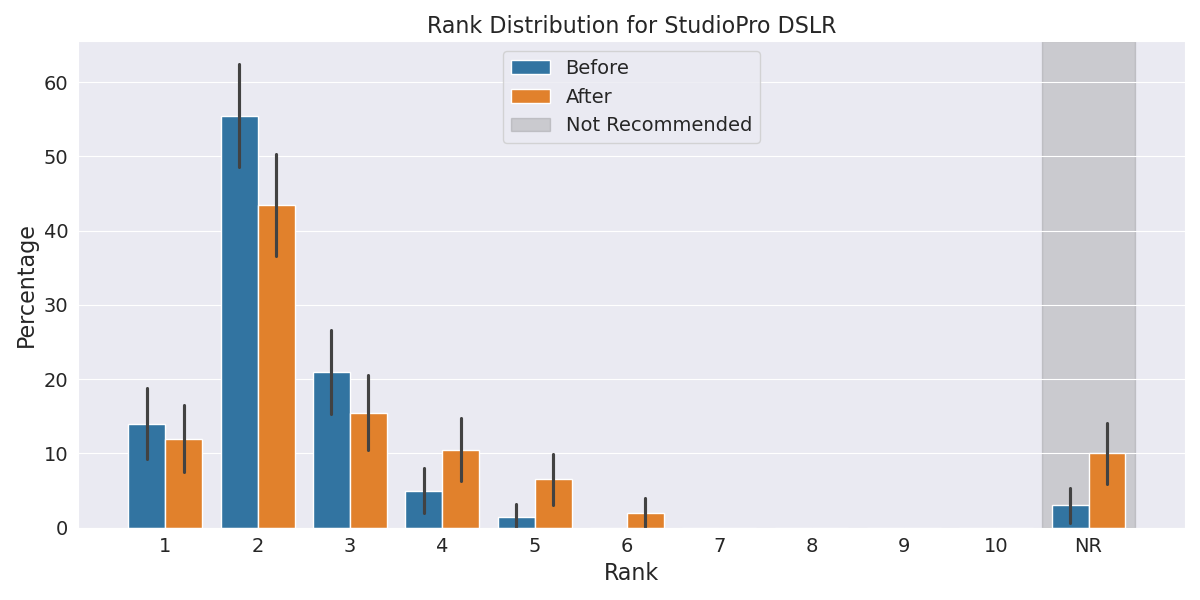 Rank Distribution for StudioPro DSLR
Before
After
Not Recommended
Percentage
60
50
40
30
20
10
0
1 2 3 4 5 6 7 8 9 10 NR
Rank